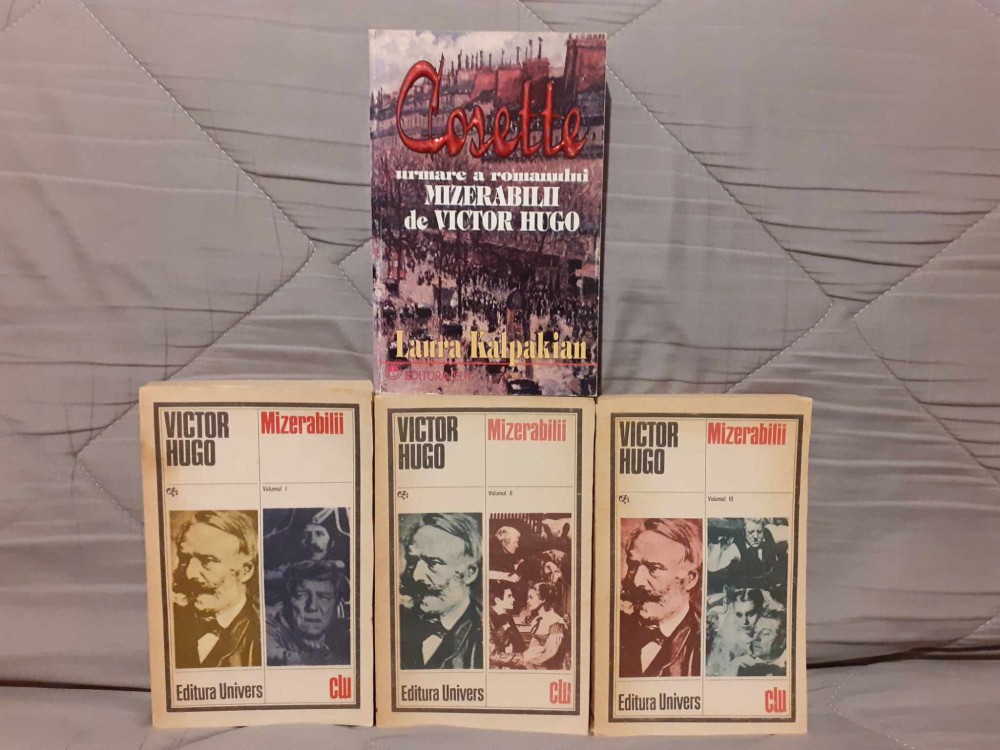 Cosette
urmare a romanului
MIZERABILII
de VICTOR HUGO
Laura Kalpakian
EDITURA
VICTOR
HUGO
Mizerabilii
Volumul I
Editura Univers
clu
VICTOR
HUGO
Mizerabilii
Volumul II
Editura Univers
clu
VICTOR
HUGO
Mizerabilii
Volumul III
Editura Univers
clu